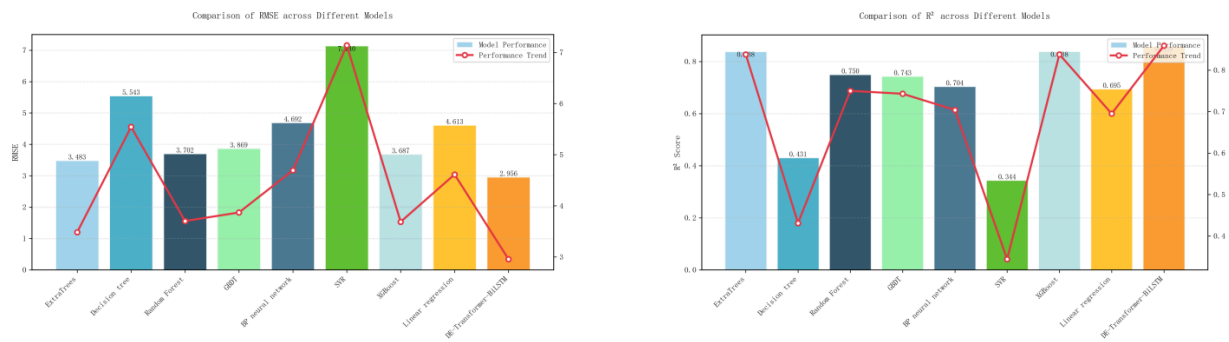 Comparison of RMSE across Different Models
Model Performance
Performance Trend
RMSE
7
6
5
4
3
2
1
0
3.483
5.543
3.702
3.869
4.692
3.687
4.613
2.956
7
6
5
4
3
ExtraTrees
Decision tree
Random Forest
GBDT
BP neural network
SVR
XGBoost
Linear regression
DE-Transformer-BiLSTM
Comparison of R² across Different Models
Model Performance
Performance Trend
R² Score
0.8
0.6
0.4
0.2
0.0
0.431
0.750
0.743
0.704
0.344
0.695
0.8
0.7
0.6
0.5
0.4
ExtraTrees
Decision tree
Random Forest
GBDT
BP neural network
SVR
XGBoost
Linear regression
DE-Transformer-BiLSTM